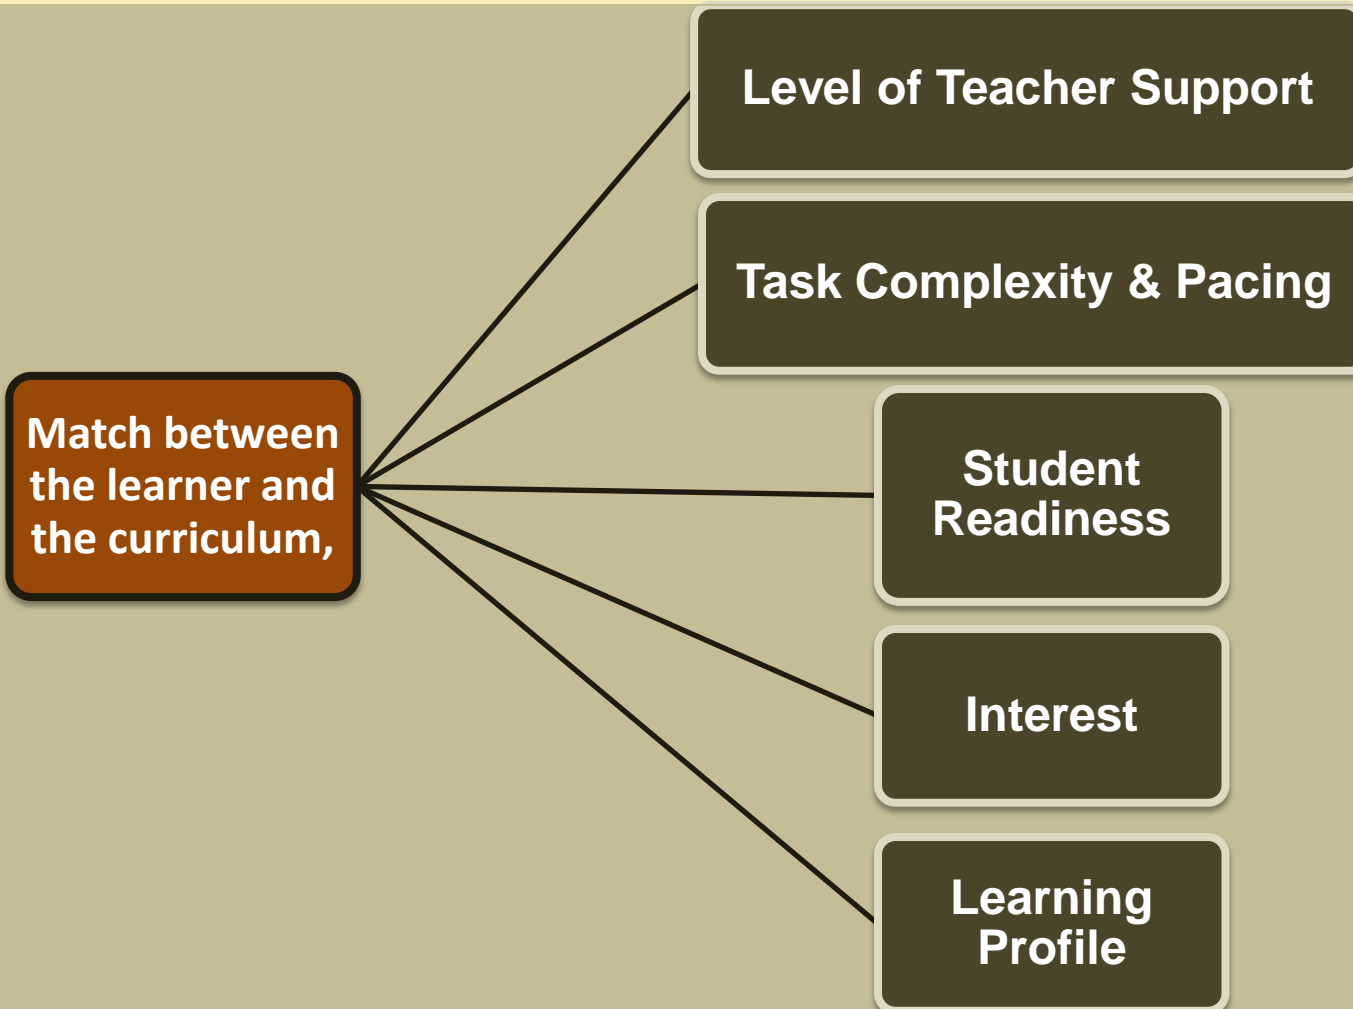 Level of Teacher Support
Task Complexity & Pacing
Match between
the learner and
the curriculum,
Student
Readiness
Interest
Learning
Profile